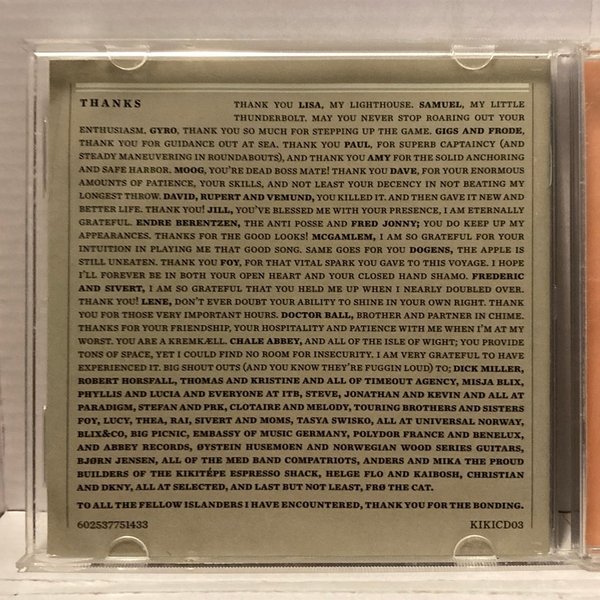 THANKS THANK YOU LISA, MY LIGHTHOUSE. SAMUEL, MY LITTLE
THUNDERBOLT. MAY YOU NEVER STOP ROARING OUT YOUR
ENTHUSIASM. GYRO, THANK YOU SO MUCH FOR STEPPING UP THE GAME. GIGS AND FRODE,
THANK YOU FOR GUIDANCE OUT AT SEA. THANK YOU PAUL, FOR SUPERB CAPTAINCY (AND
STEADY MANEUVERING IN ROUNDABOUTS), AND THANK YOU AMY FOR THE SOLID ANCHORING
AND SAFE HARBOR. MOOG, YOU'RE DEAD BOSS MATE! THANK YOU DAVE, FOR YOUR ENORMOUS
AMOUNTS OF PATIENCE, YOUR SKILLS, AND NOT LEAST YOUR DECENCY IN NOT BEATING MY
LONGEST THROW. DAVID, RUPERT AND VEMUND, YOU KILLED IT. AND THEN GAVE IT NEW AND
BETTER LIFE. THANK YOU! JILL, YOU'VE BLESSED ME WITH YOUR PRESENCE, I AM ETERNALLY
GRATEFUL. ENDRE BERENTZEN, THE ANTI POSSE AND FRED JONNY; YOU DO KEEP UP MY
APPEARANCES. THANKS FOR THE GOOD LOOKS! MCGAMLEM, I AM SO GRATEFUL FOR YOUR
INTUITION IN PLAYING ME THAT GOOD SONG. SAME GOES FOR YOU DOGENS, THE APPLE IS
STILL UNEATEN. THANK YOU FOY, FOR THAT VITAL SPARK YOU GAVE TO THIS VOYAGE. I HOPE
I'LL FOREVER BE IN BOTH YOUR OPEN HEART AND YOUR CLOSED HAND SHAMO. FREDERIC
AND SIVERT, I AM SO GRATEFUL THAT YOU HELD ME UP WHEN I NEARLY DOUBLED OVER.
THANK YOU! LENE, DON'T EVER DOUBT YOUR ABILITY TO SHINE IN YOUR OWN RIGHT. THANK
YOU FOR THOSE VERY IMPORTANT HOURS. DOCTOR BALL, BROTHER AND PARTNER IN CHIME.
THANKS FOR YOUR FRIENDSHIP, YOUR HOSPITALITY AND PATIENCE WITH ME WHEN I'M AT MY
WORST. YOU ARE A KREMKÆLL. CHALE ABBEY, AND ALL OF THE ISLE OF WIGHT; YOU PROVIDE
TONS OF SPACE, YET I COULD FIND NO ROOM FOR INSECURITY. I AM VERY GRATEFUL TO HAVE
EXPERIENCED IT. BIG SHOUT OUTS (AND YOU KNOW THEY'RE FUGGIN LOUD) TO; DICK MILLER,
ROBERT HORSFALL, THOMAS AND KRISTINE AND ALL OF TIMEOUT AGENCY, MISJA BLIX,
PHYLLIS AND LUCIA AND EVERYONE AT ITB, STEVE, JONATHAN AND KEVIN AND ALL AT
PARADIGM, STEFAN AND PRK, CLOTAIRE AND MELODY, TOURING BROTHERS AND SISTERS
FOY, LUCY, THEA, RAI, SIVERT AND MOMS, TASYA SWISKO, ALL AT UNIVERSAL NORWAY,
BLIX&CO, BIG PICNIC, EMBASSY OF MUSIC GERMANY, POLYDOR FRANCE AND BENELUX,
AND ABBEY RECORDS, ØYSTEIN HUSEMOEN AND NORWEGIAN WOOD SERIES GUITARS,
BJØRN JENSEN, ALL OF THE MED BAND COMPATRIOTS, ANDERS AND MIKA THE PROUD
BUILDERS OF THE KIKITÉPE ESPRESSO SHACK, HELGE FLO AND KAIBOSH, CHRISTIAN
AND DKNY, ALL AT SELECTED, AND LAST BUT NOT LEAST, FRØ THE CAT.
TO ALL THE FELLOW ISLANDERS I HAVE ENCOUNTERED, THANK YOU FOR THE BONDING.
602537751433 KIKICD03